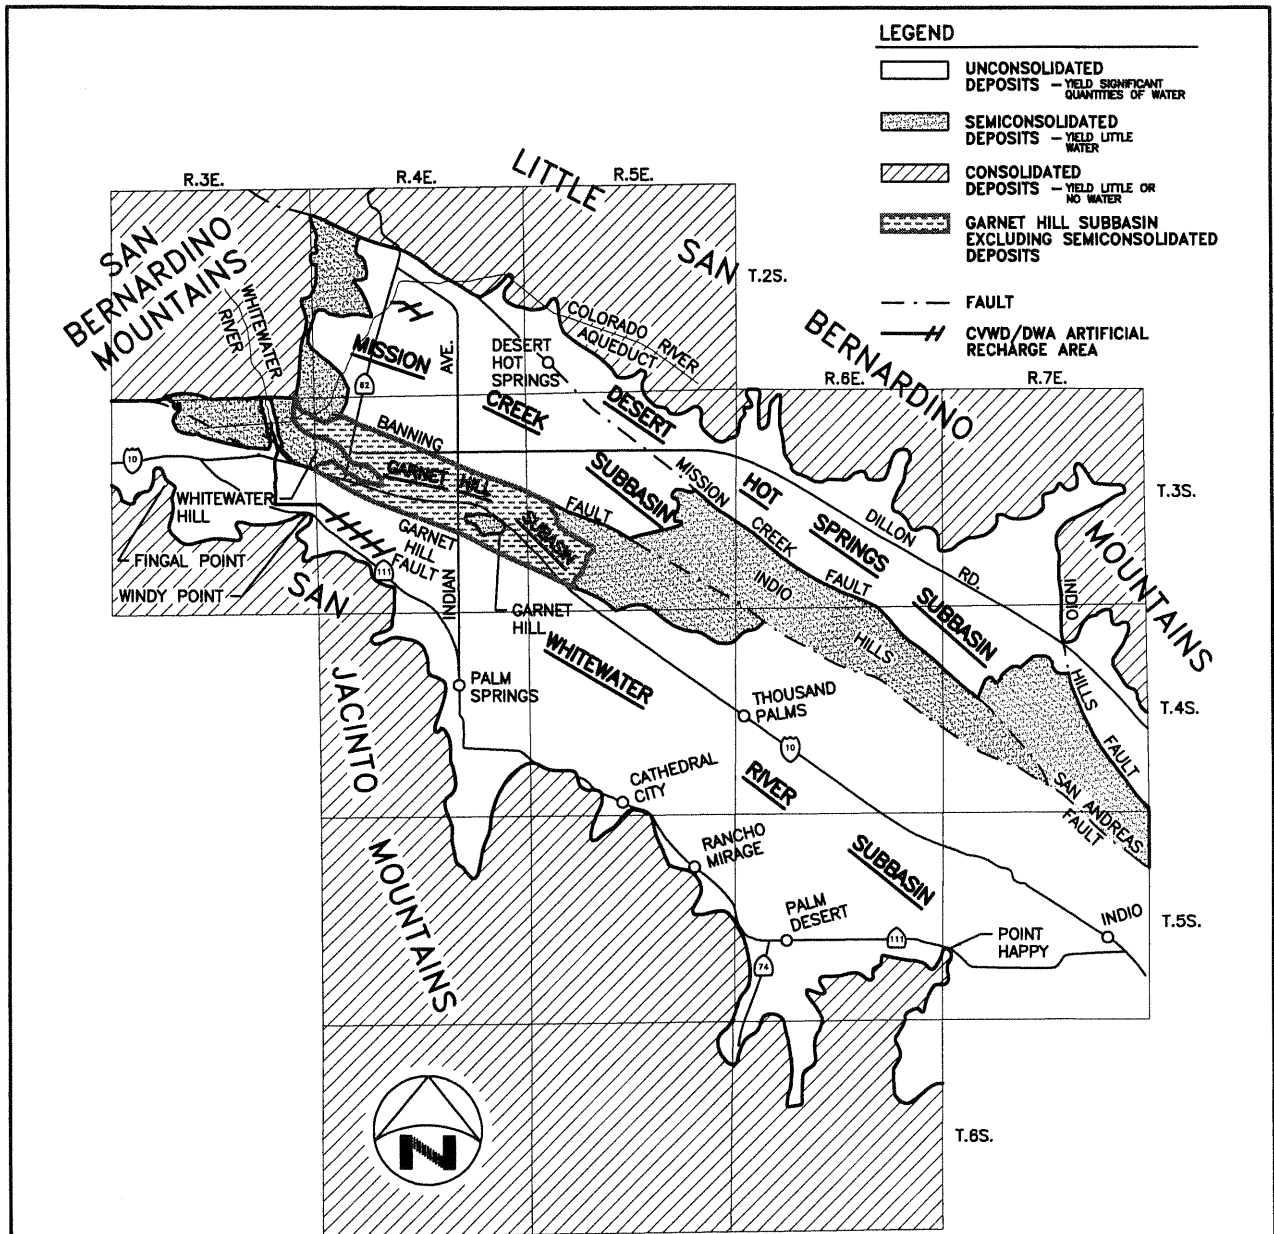 LEGEND
UNCONSOLIDATED
DEPOSITS – YIELD SIGNIFICANT
QUANTITIES OF WATER
SEMICONSOLIDATED
DEPOSITS – YIELD LITTLE
WATER
CONSOLIDATED
DEPOSITS – YIELD LITTLE OR
NO WATER
GARNET HILL SUBBASIN
EXCLUDING SEMICONSOLIDATED
DEPOSITS
FAULT
CVWD/DWA ARTIFICIAL
RECHARGE AREA
R.3E.
R.4E.
R.5E.
R.6E.
R.7E.
T.2S.
T.3S.
T.4S.
T.5S.
T.6S.
LITTLE
SAN
BERNARDINO
MOUNTAINS
SAN
BERNARDINO
MOUNTAINS
WHITEWATER
RIVER
MISSION
CREEK
SUBBASIN
AVE.
INDIAN
62
DESERT
HOT
SPRINGS
COLORADO
RIVER
AQUEDUCT
DESERT
HOT
SPRINGS
SUBBASIN
BANNING
FAULT
MISSION
CREEK
FAULT
DILLON
RD.
GARNET HILL
SUBASIN
10
WHITEWATER
HILL
FINGAL POINT
WINDY POINT
GARNET
HILL
FAULT
111
GARNET
HILL
INDIO
HILLS
INDIO
HILLS
FAULT
SAN ANDREAS
FAULT
SAN
JACINTO
MOUNTAINS
WHITEWATER
RIVER
SUBBASIN
PALM
SPRINGS
THOUSAND
PALMS
10
CATHEDRAL
CITY
RANCHO
MIRAGE
PALM
DESERT
111
74
POINT
HAPPY
INDIO
N